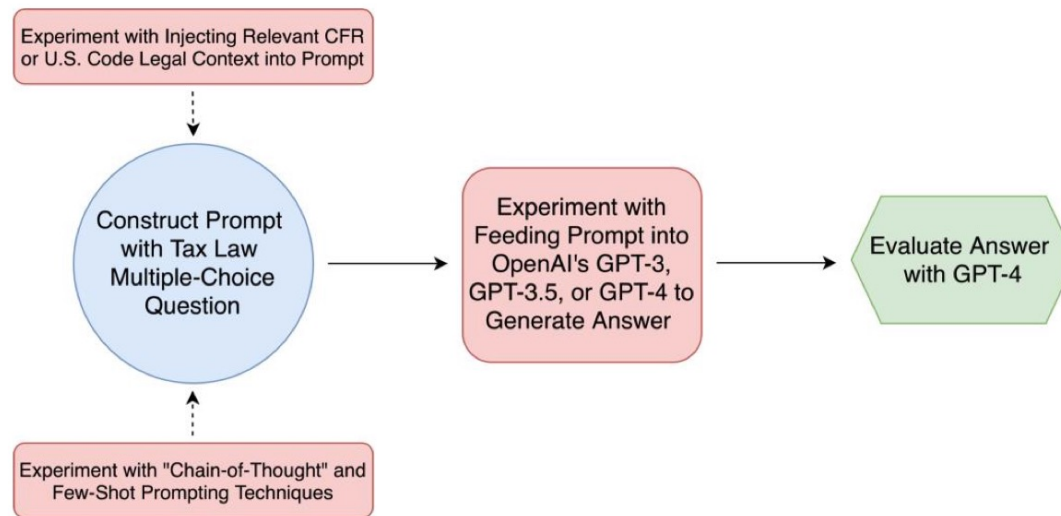 Experiment with Injecting Relevant CFR
or U.S. Code Legal Context into Prompt
Construct Prompt
with Tax Law
Multiple-Choice
Question
Experiment with
Feeding Prompt into
OpenAI's GPT-3,
GPT-3.5, or GPT-4 to
Generate Answer
Evaluate Answer
with GPT-4
Experiment with "Chain-of-Thought" and
Few-Shot Prompting Techniques